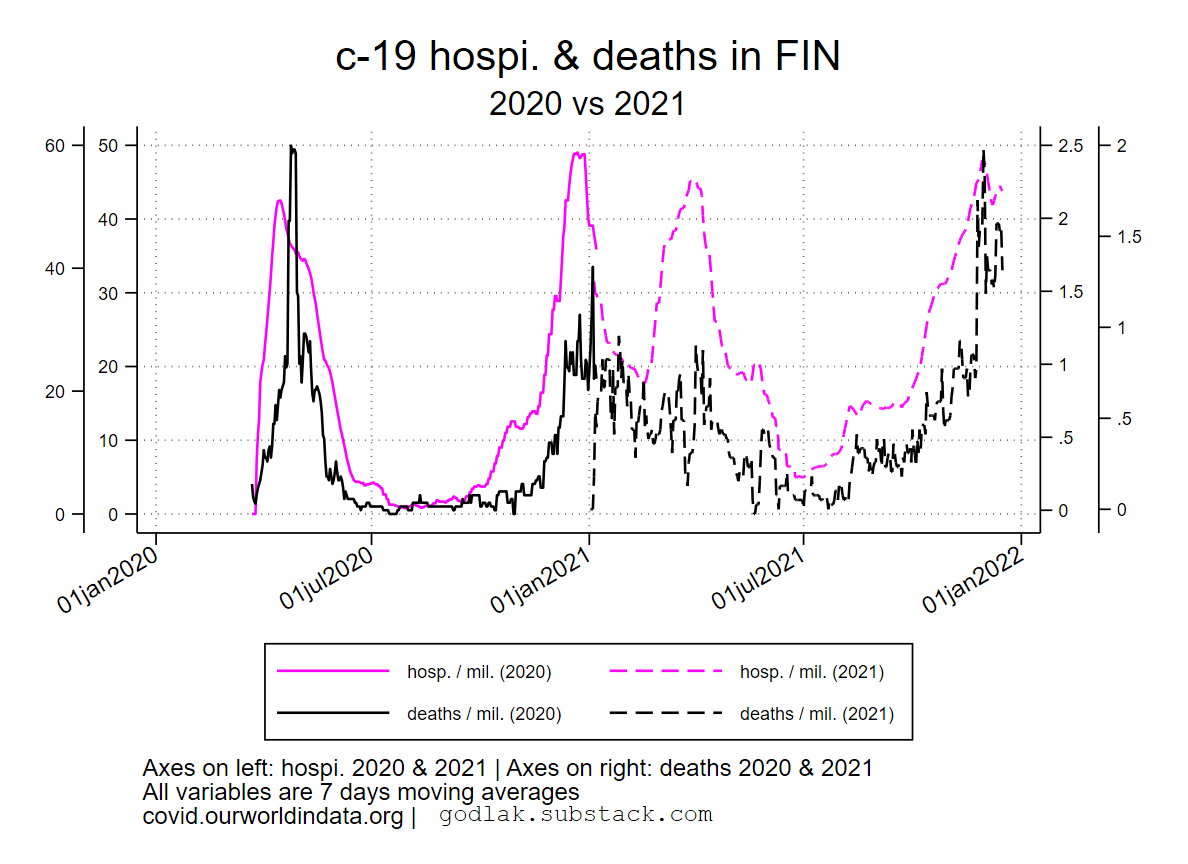 c-19 hospi. & deaths in FIN
2020 vs 2021
60
40
20
0
50
40
30
20
10
0
2.5
2
1.5
1
.5
0
2
1.5
1
.5
0
01jan2020
01jul2020
01jan2021
01jul2021
01jan2022
hosp. / mil. (2020)
hosp. / mil. (2021)
deaths / mil. (2020)
deaths / mil. (2021)
Axes on left: hospi. 2020 & 2021 | Axes on right: deaths 2020 & 2021
All variables are 7 days moving averages
covid.ourworldindata.org | godlak.substack.com